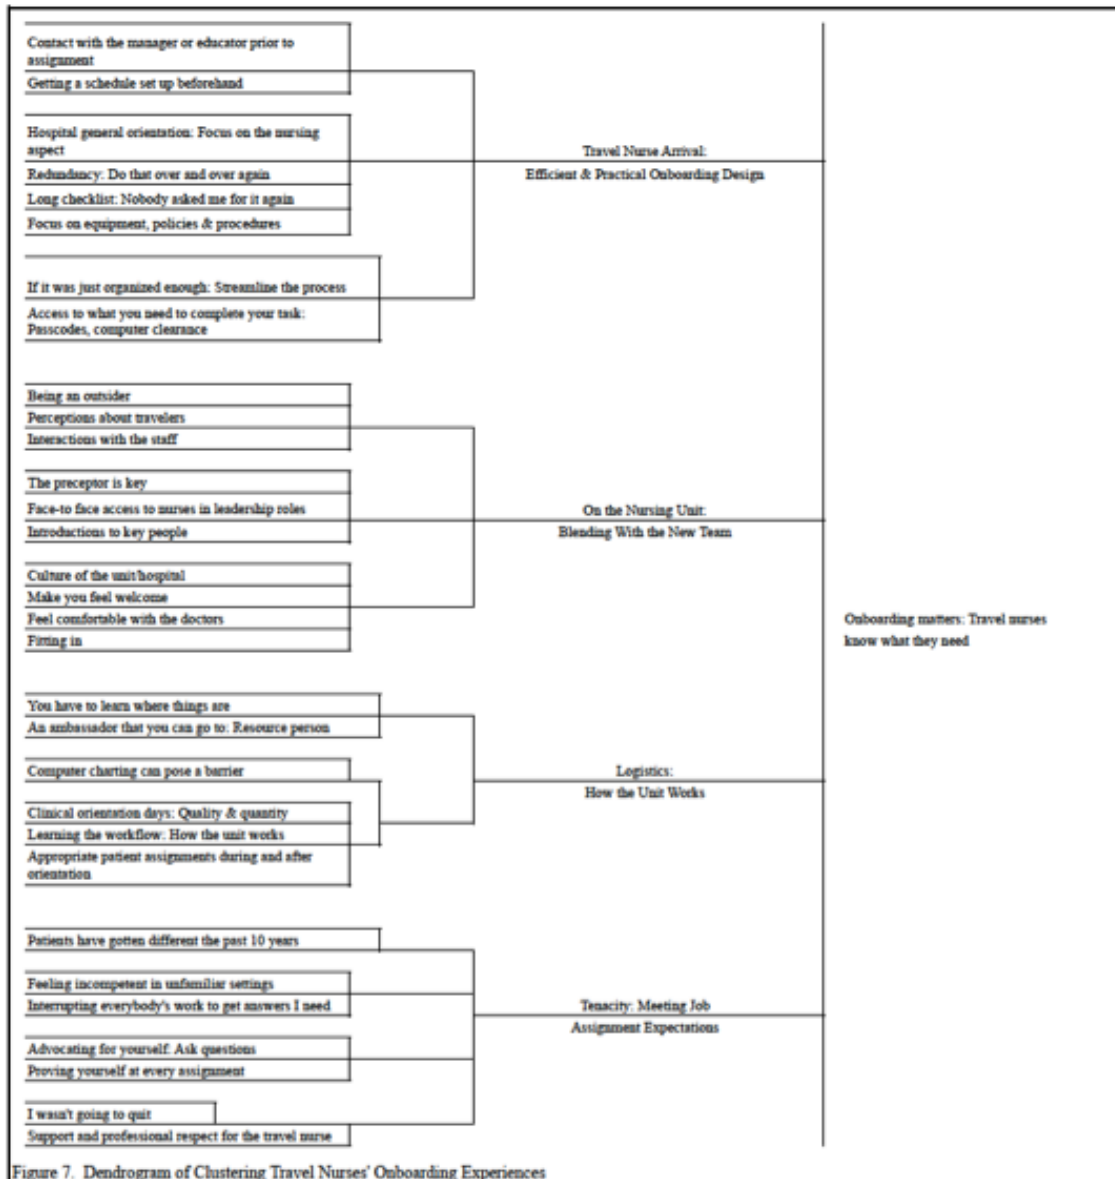 Contact with the manager or educator prior to
assignment
Getting a schedule set up beforehand
Hospital general orientation: Focus on the nursing
aspect
Redundancy: Do that over and over again
Long checklist: Nobody asked me for it again
Focus on equipment, policies & procedures
If it was just organized enough: Streamline the process
Access to what you need to complete your task:
Passcodes, computer clearance
Travel Nurse Arrival:
Efficient & Practical Onboarding Design
Being an outsider
Perceptions about travelers
Interactions with the staff
The preceptor is key
Face-to face access to nurses in leadership roles
Introductions to key people
Culture of the unit/hospital
Make you feel welcome
Feel comfortable with the doctors
Fitting in
On the Nursing Unit:
Blending With the New Team
You have to learn where things are
An ambassador that you can go to: Resource person
Computer charting can pose a barrier
Clinical orientation days: Quality & quantity
Learning the workflow: How the unit works
Appropriate patient assignments during and after
orientation
Logistics:
How the Unit Works
Patients have gotten different the past 10 years
Feeling incompetent in unfamiliar settings
Interrupting everybody's work to get answers I need
Advocating for yourself: Ask questions
Proving yourself at every assignment
I wasn't going to quit
Support and professional respect for the travel nurse
Tenacity: Meeting Job
Assignment Expectations
Onboarding matters: Travel nurses
know what they need
Figure 7. Dendrogram of Clustering Travel Nurses' Onboarding Experiences